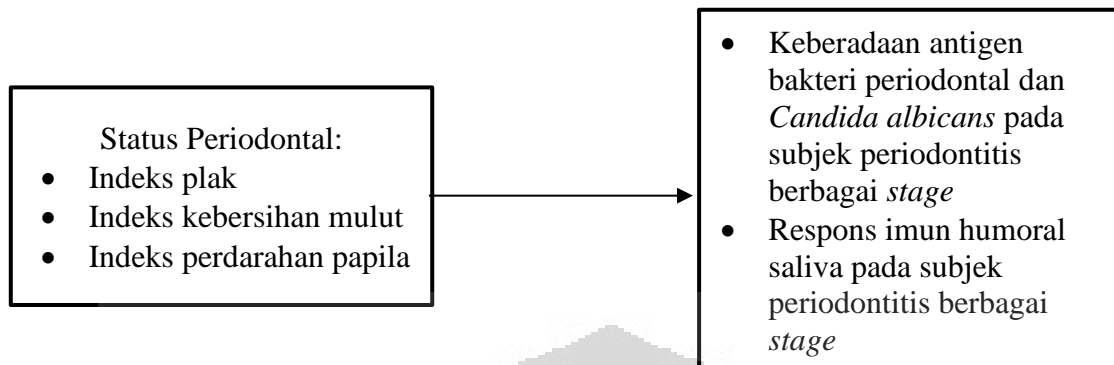 Status Periodontal:
• Indeks plak
• Indeks kebersihan mulut
• Indeks perdarahan papila
• Keberadaan antigen
bakteri periodontal dan
Candida albicans pada
subjek periodontitis
berbagai stage
• Respons imun humoral
saliva pada subjek
periodontitis berbagai
stage